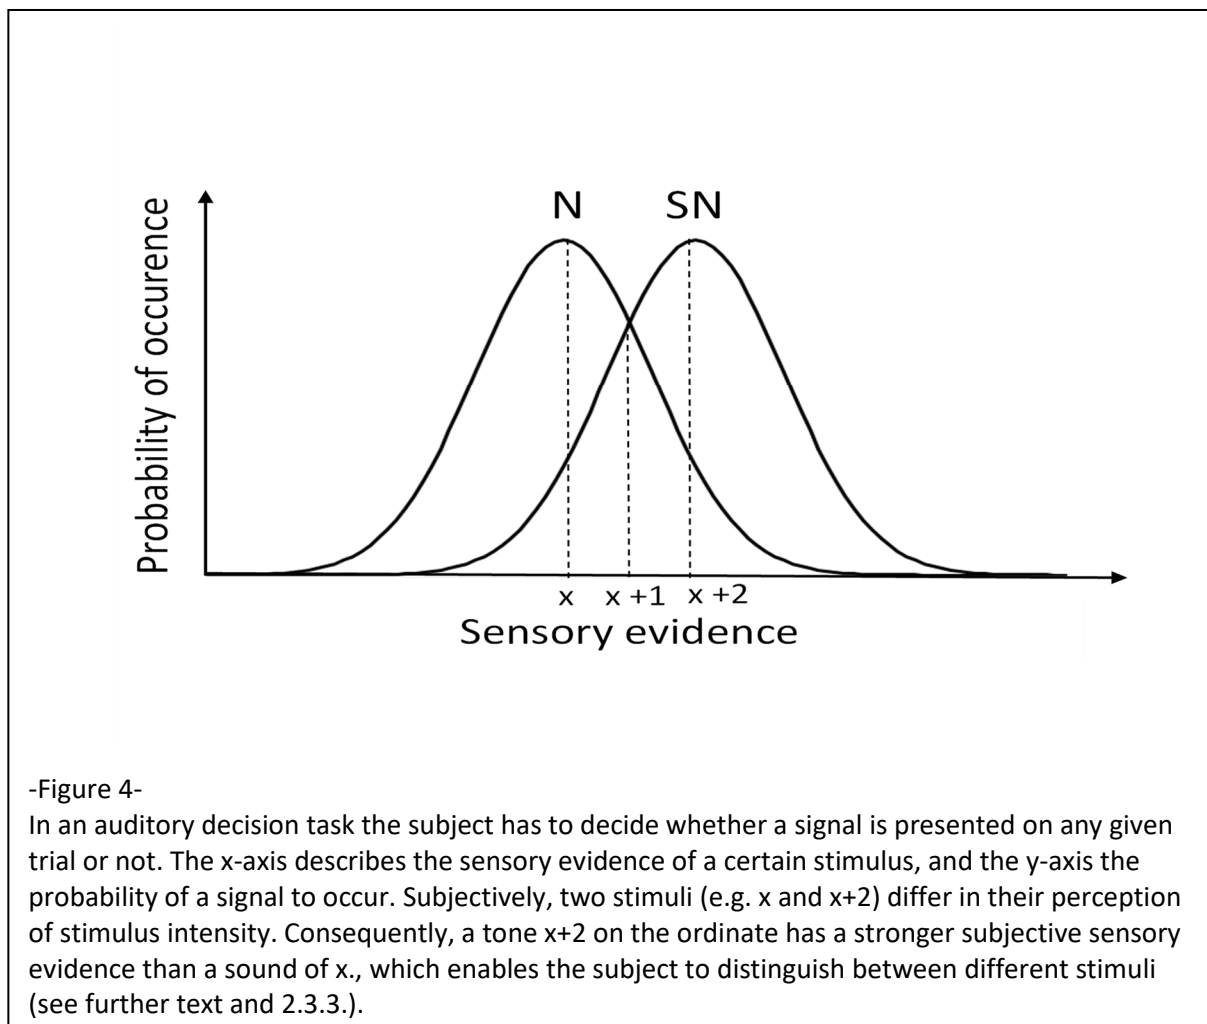 N SN
Probability of occurence
x x +1 x +2
Sensory evidence
-Figure 4-
In an auditory decision task the subject has to decide whether a signal is presented on any given
trial or not. The x-axis describes the sensory evidence of a certain stimulus, and the y-axis the
probability of a signal to occur. Subjectively, two stimuli (e.g. x and x+2) differ in their perception
of stimulus intensity. Consequently, a tone x+2 on the ordinate has a stronger subjective sensory
evidence than a sound of x., which enables the subject to distinguish between different stimuli
(see further text and 2.3.3.).